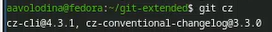 aavolodina@fedora:~/git-extended$ git cz
cz-cli@4.3.1, cz-conventional-changelog@3.3.0